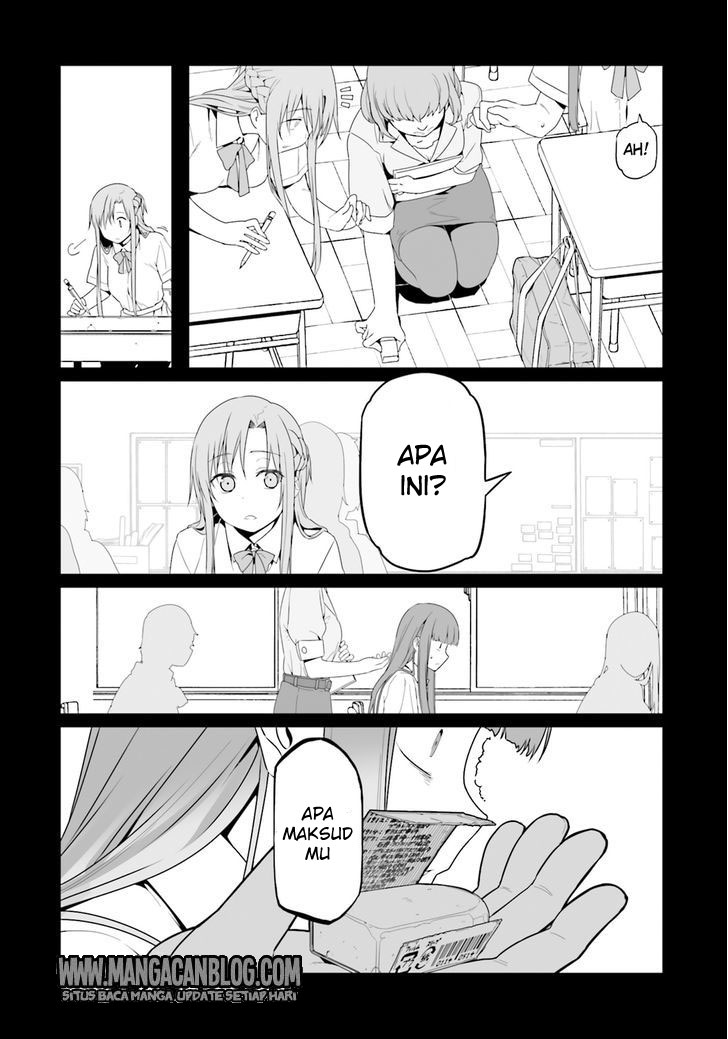 AH!
APA
INI?
APA
MAKSUD
MU
WWW.MANGACANBLOG.COM
SITUS BACA MANGA UPDATE SETIAP HARI